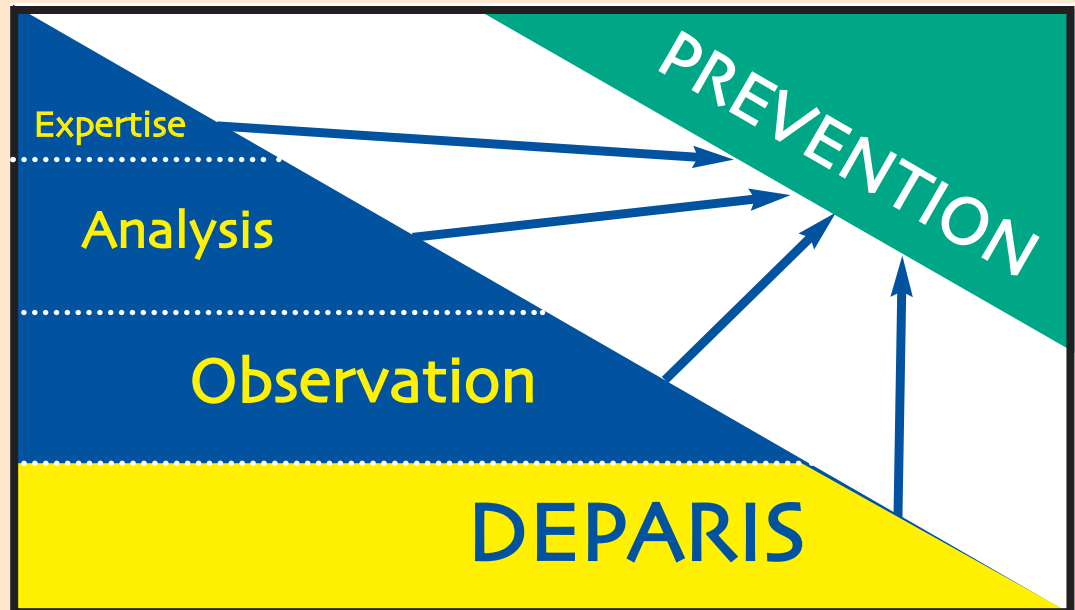 PREVENTION
Expertise
Analysis
Observation
DEPARIS